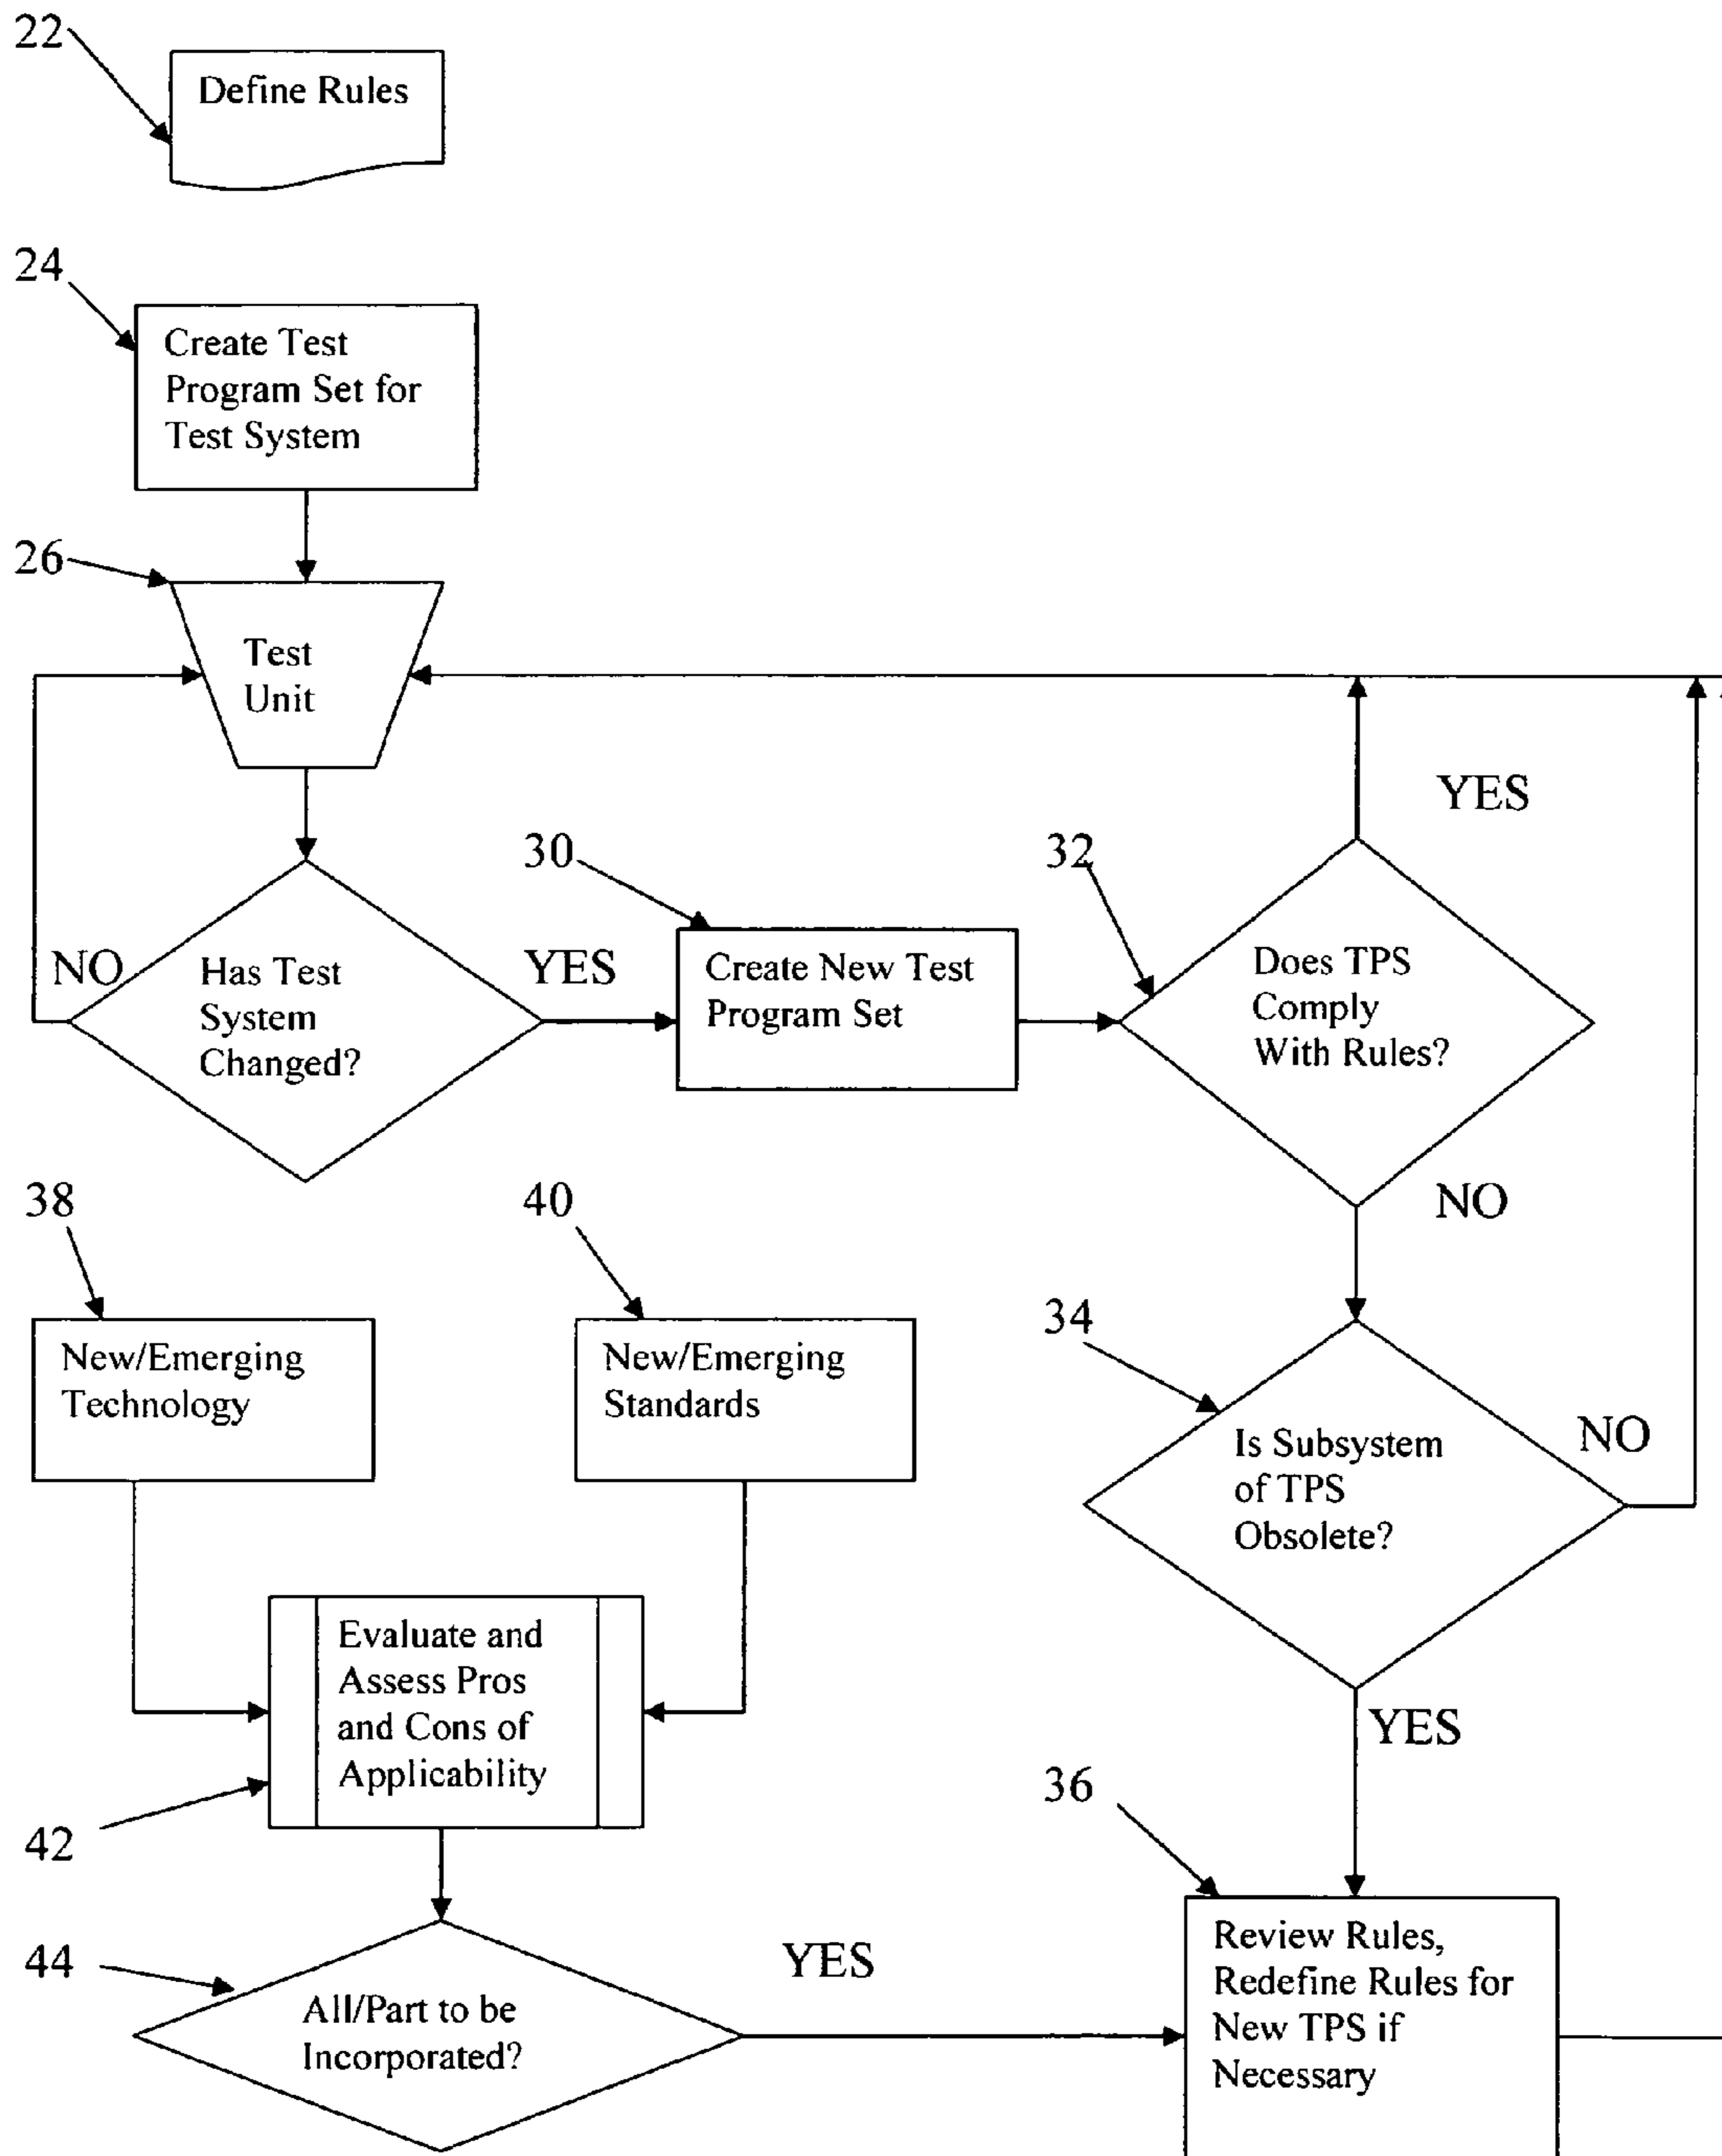 22
Define Rules
24
Create Test
Program Set for
Test System
26
Test
Unit
NO
Has Test
System
Changed?
YES
30
Create New Test
Program Set
32
Does TPS
Comply
With Rules?
YES
NO
38
New/Emerging
Technology
40
New/Emerging
Standards
34
Is Subsystem
of TPS
Obsolete?
NO
YES
42
Evaluate and
Assess Pros
and Cons of
Applicability
44
All/Part to be
Incorporated?
YES
36
Review Rules,
Redefine Rules for
New TPS if
Necessary